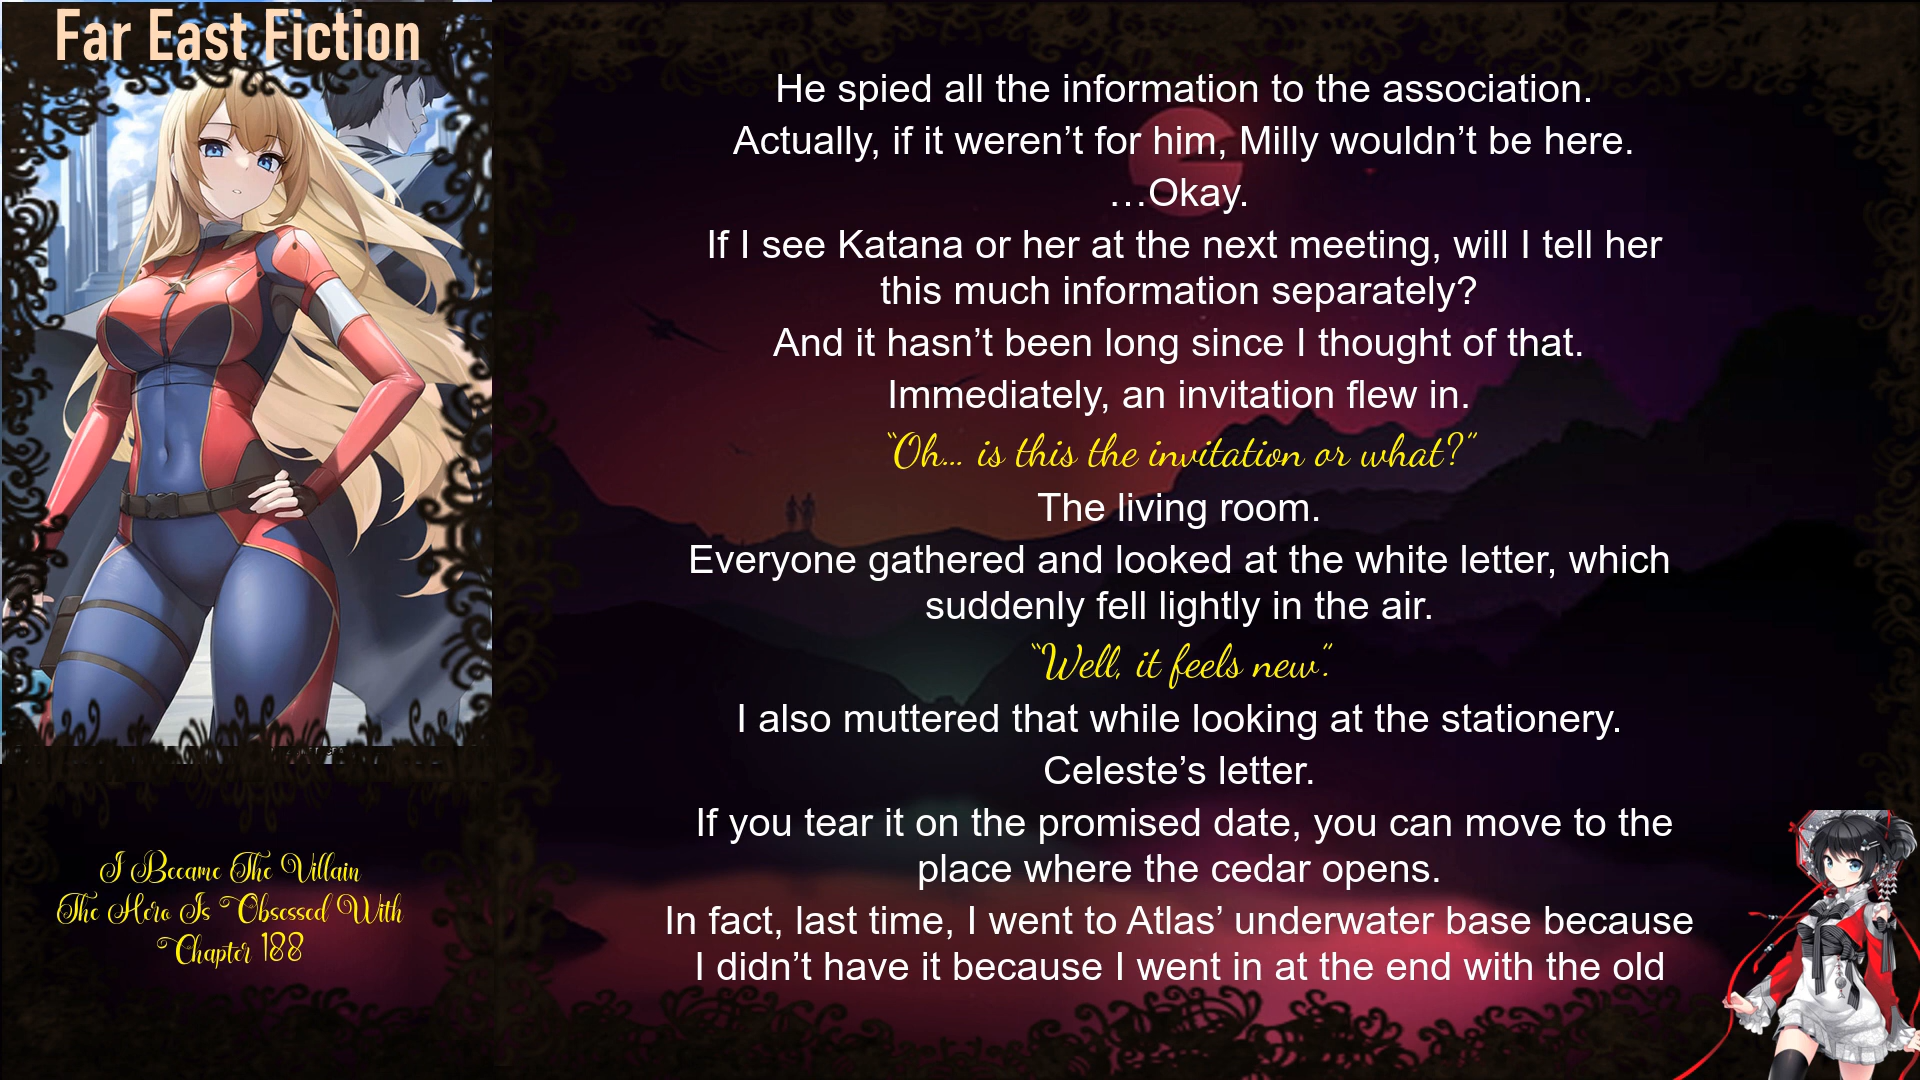 Far East Fiction
He spied all the information to the association.
Actually, if it weren’t for him, Milly wouldn’t be here.
…Okay.
If I see Katana or her at the next meeting, will I tell her
this much information separately?
And it hasn’t been long since I thought of that.
Immediately, an invitation flew in.
“Oh… is this the invitation or what?”
The living room.
Everyone gathered and looked at the white letter, which
suddenly fell lightly in the air.
“Well, it feels new”.
I also muttered that while looking at the stationery.
Celeste’s letter.
If you tear it on the promised date, you can move to the
place where the cedar opens.
In fact, last time, I went to Atlas’ underwater base because
I didn’t have it because I went in at the end with the old
I Became The Villain
The Hero Is Obsessed With
Chapter 188